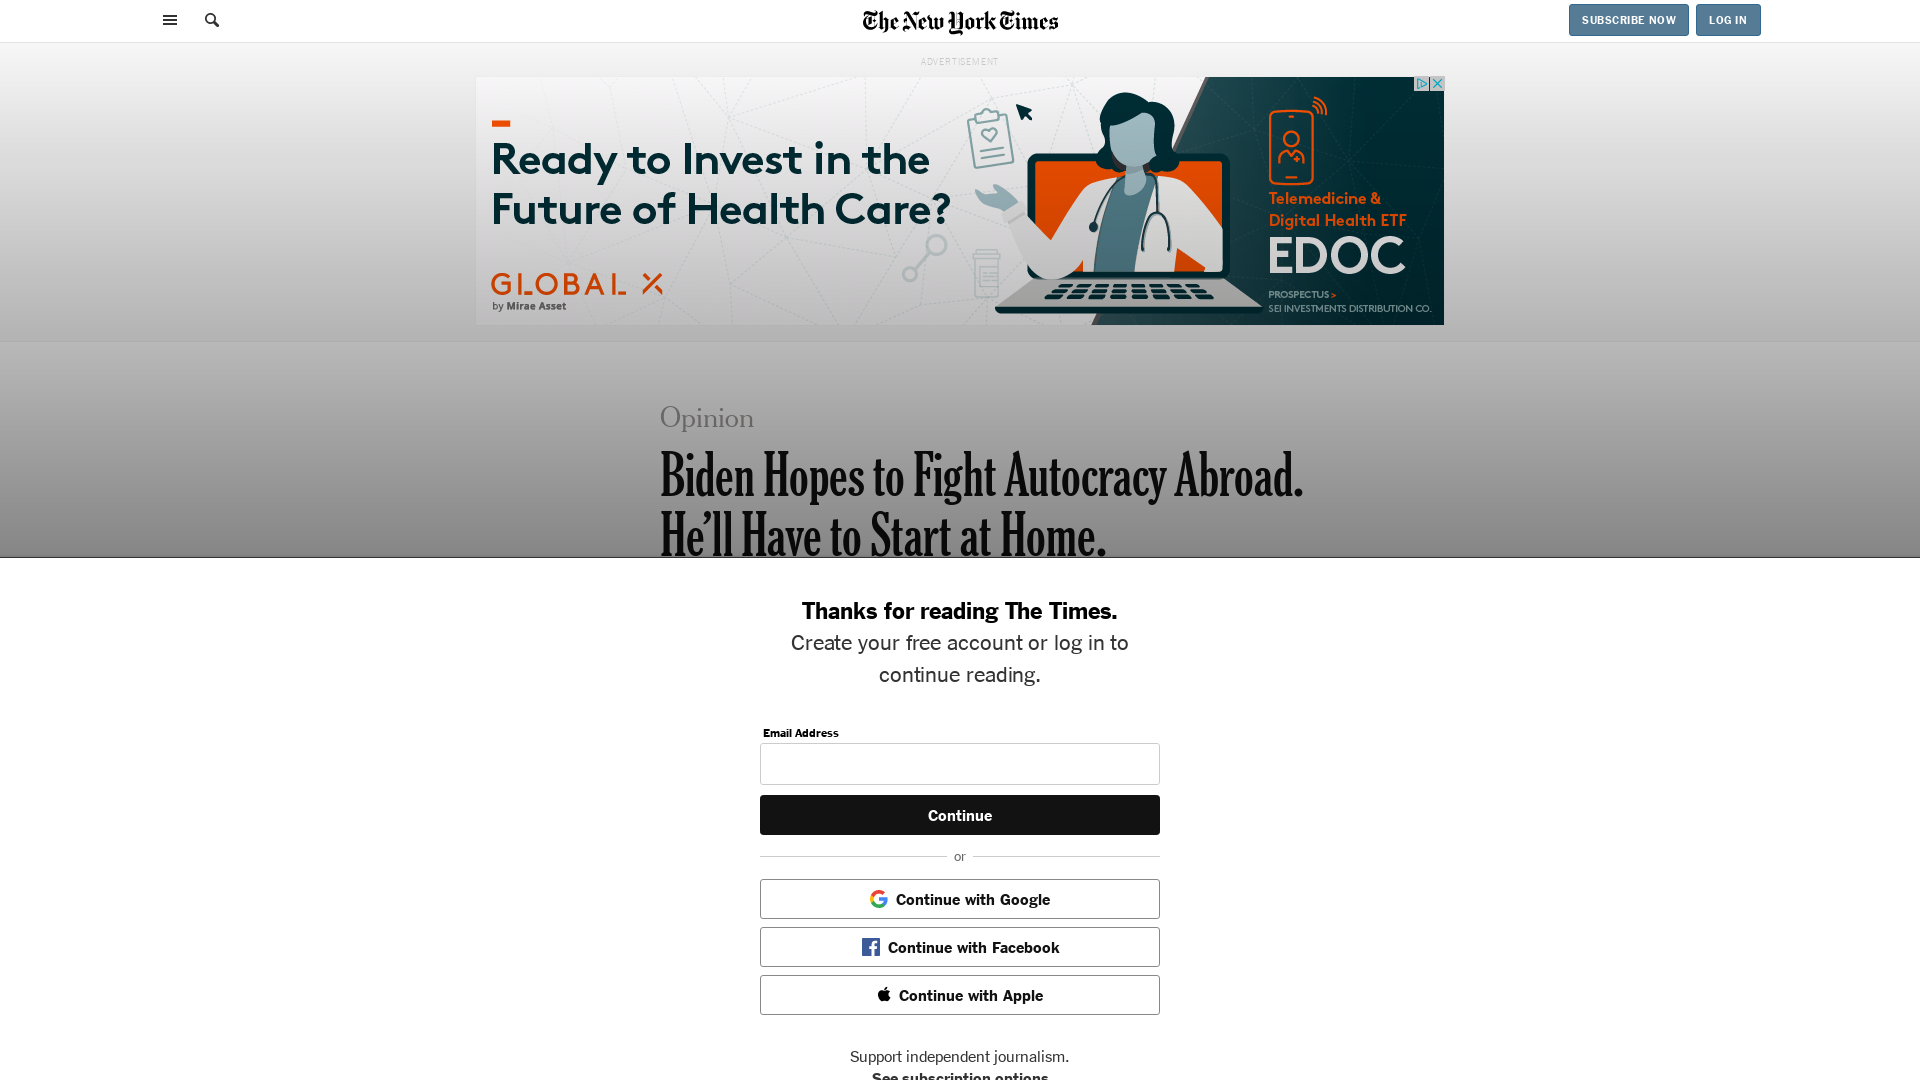 The New York Times
SUBSCRIBE NOW
LOG IN
ADVERTISEMENT
Ready to Invest in the
Future of Health Care?
GLOBAL X
by Mirae Asset
Telemedicine &
Digital Health ETF
EDOC
PROSPECTUS >
SEI INVESTMENTS DISTRIBUTION CO.
Opinion
Biden Hopes to Fight Autocracy Abroad.
He’ll Have to Start at Home.
Thanks for reading The Times.
Create your free account or log in to
continue reading.
Email Address
Continue
or
Continue with Google
Continue with Facebook
Continue with Apple
Support independent journalism.
See subscription options